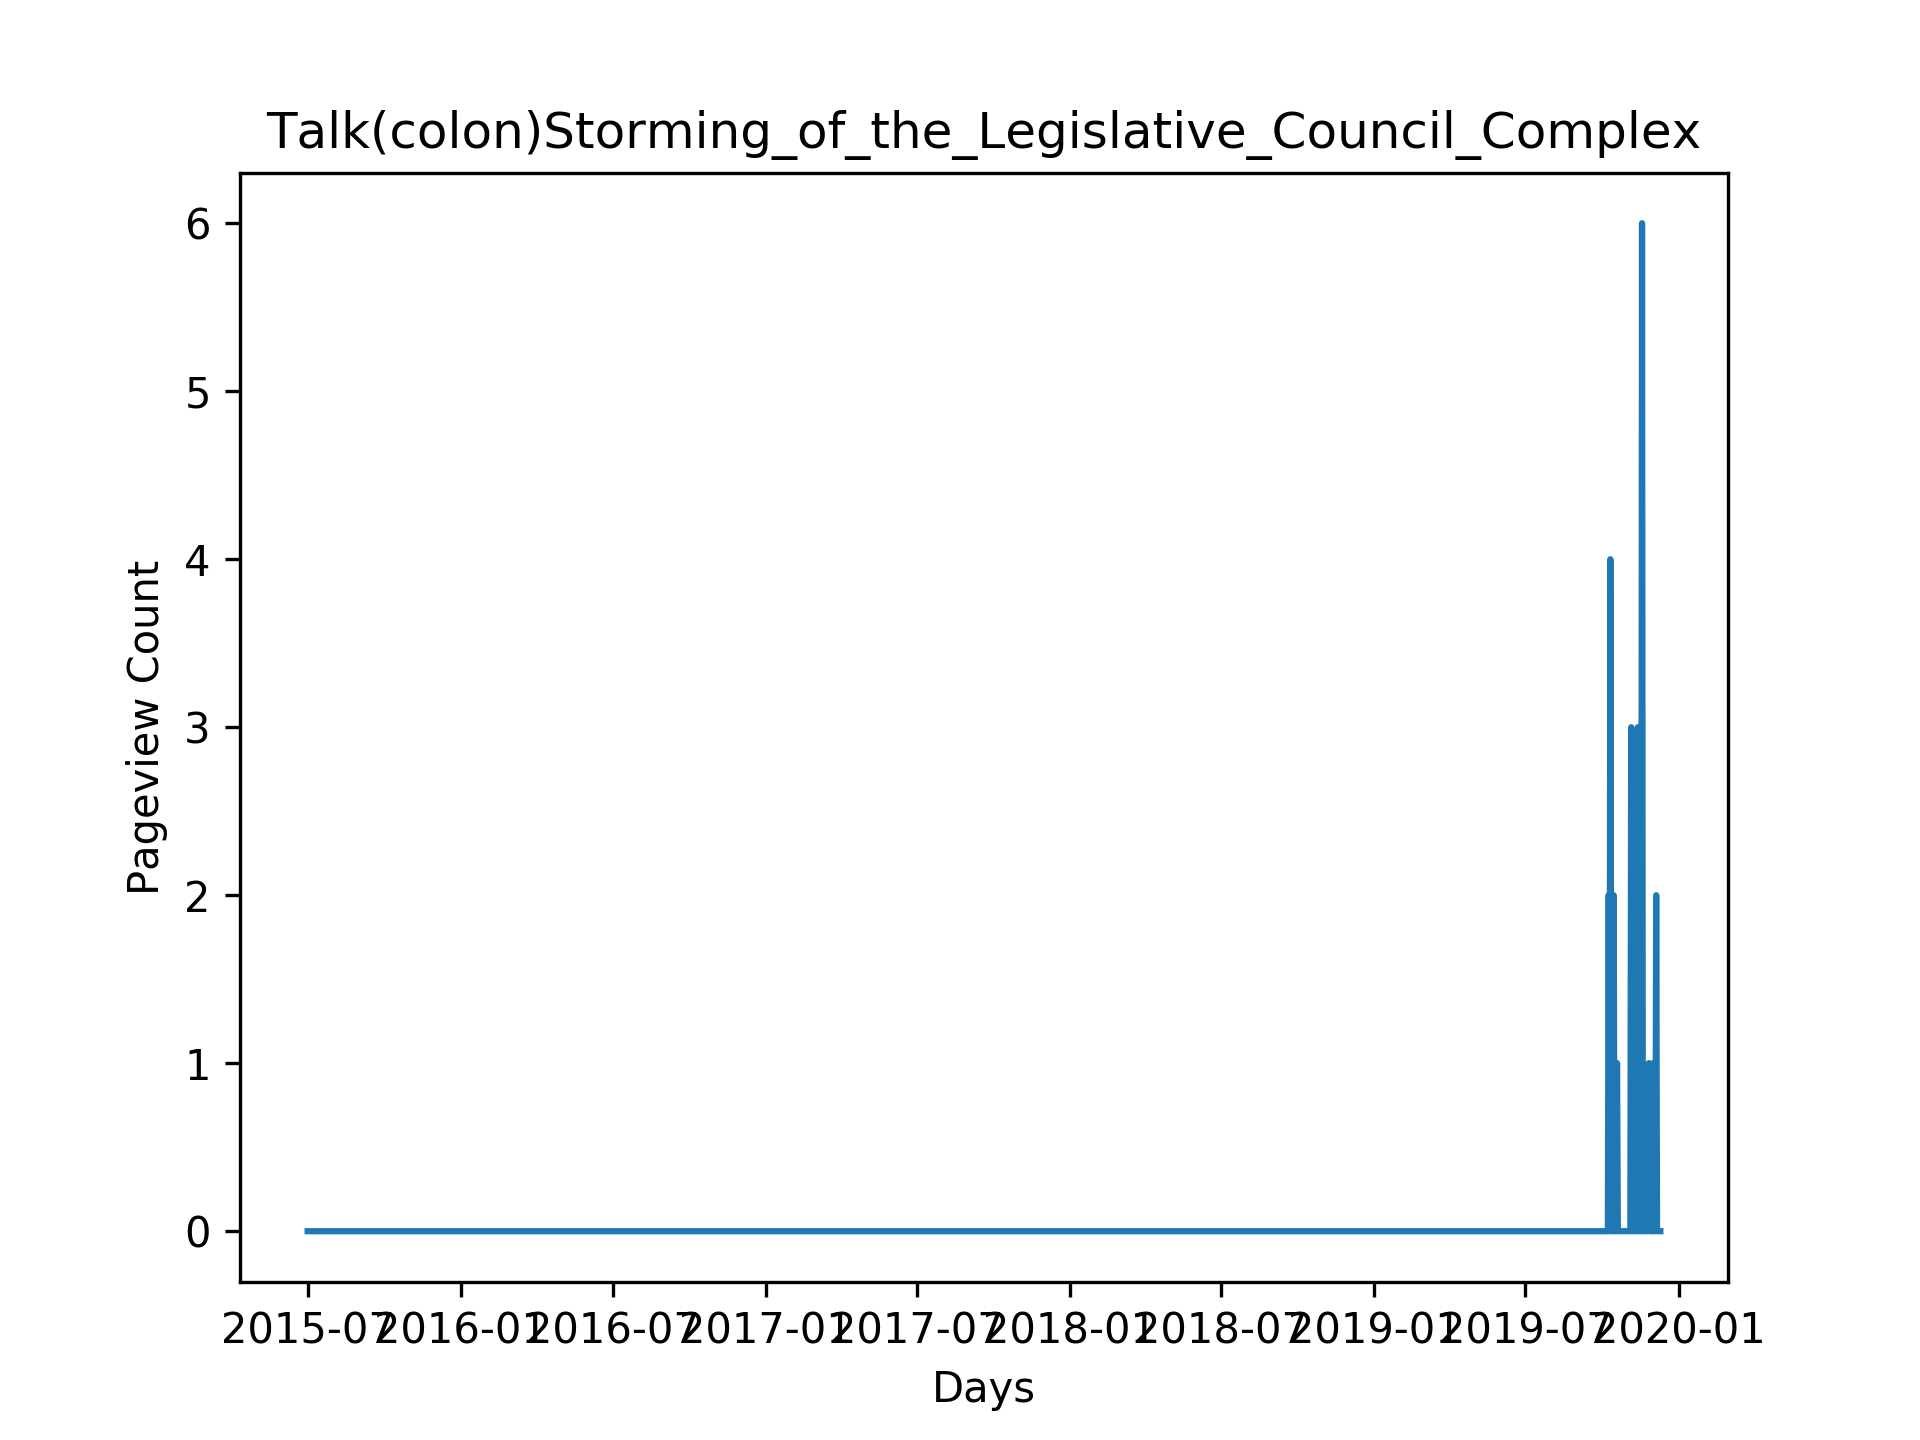 Talk(colon)Storming_of_the_Legislative_Council_Complex
6
5
4
3
2
1
0
Pageview Count
2015-07 2016-01 2016-07 2017-01 2017-07 2018-01 2018-07 2019-01 2019-07 2020-01
Days